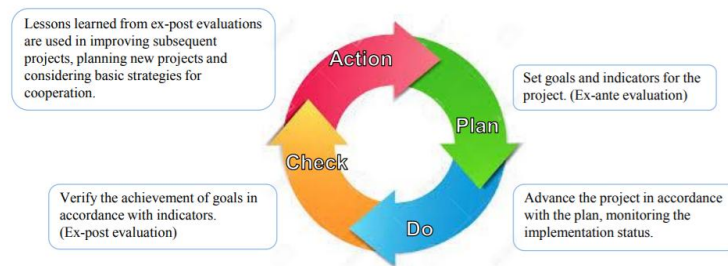 Lessons learned from ex-post evaluations
are used in improving subsequent
projects, planning new projects and
considering basic strategies for
cooperation.
Action
Set goals and indicators for the
project. (Ex-ante evaluation)
Plan
Check
Verify the achievement of goals in
accordance with indicators.
(Ex-post evaluation)
Do
Advance the project in accordance
with the plan, monitoring the
implementation status.